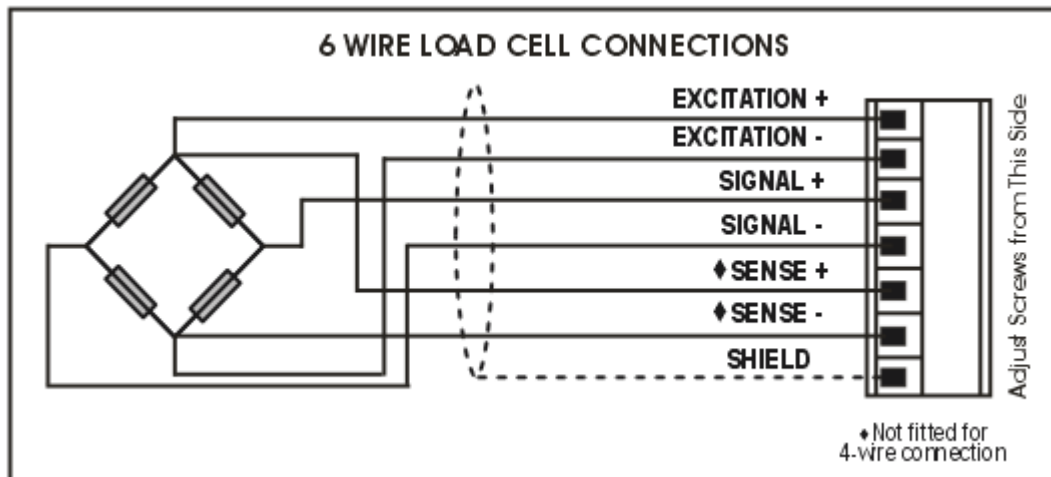 6 WIRE LOAD CELL CONNECTIONS
EXCITATION +
EXCITATION -
SIGNAL +
SIGNAL -
♦SENSE +
♦SENSE -
SHIELD
Adjust Screws from This Side
♦Not fitted for
4-wire connection